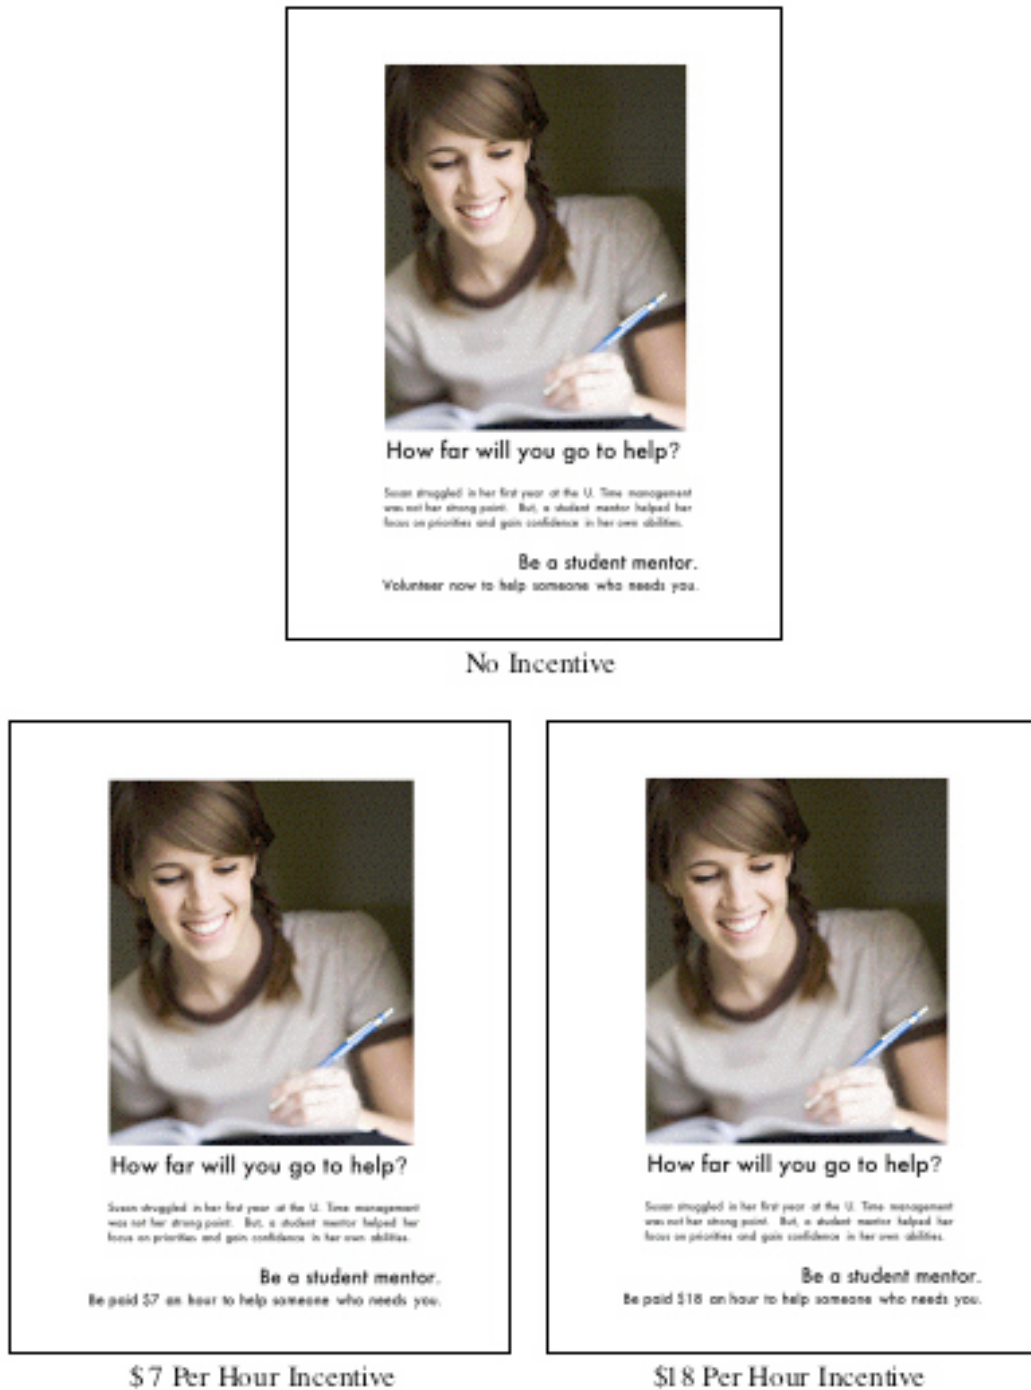 How far will you go to help?
Susan struggled in her first year at the U. Time management
was not her strong point. But, a student mentor helped her
focus on priorities and gain confidence in her own abilities.
Be a student mentor.
Volunteer now to help someone who needs you.
No Incentive
How far will you go to help?
Susan struggled in her first year at the U. Time management
was not her strong point. But, a student mentor helped her
focus on priorities and gain confidence in her own abilities.
Be a student mentor.
Be paid $7 an hour to help someone who needs you.
$7 Per Hour Incentive
How far will you go to help?
Susan struggled in her first year at the U. Time management
was not her strong point. But, a student mentor helped her
focus on priorities and gain confidence in her own abilities.
Be a student mentor.
Be paid $18 an hour to help someone who needs you.
$18 Per Hour Incentive